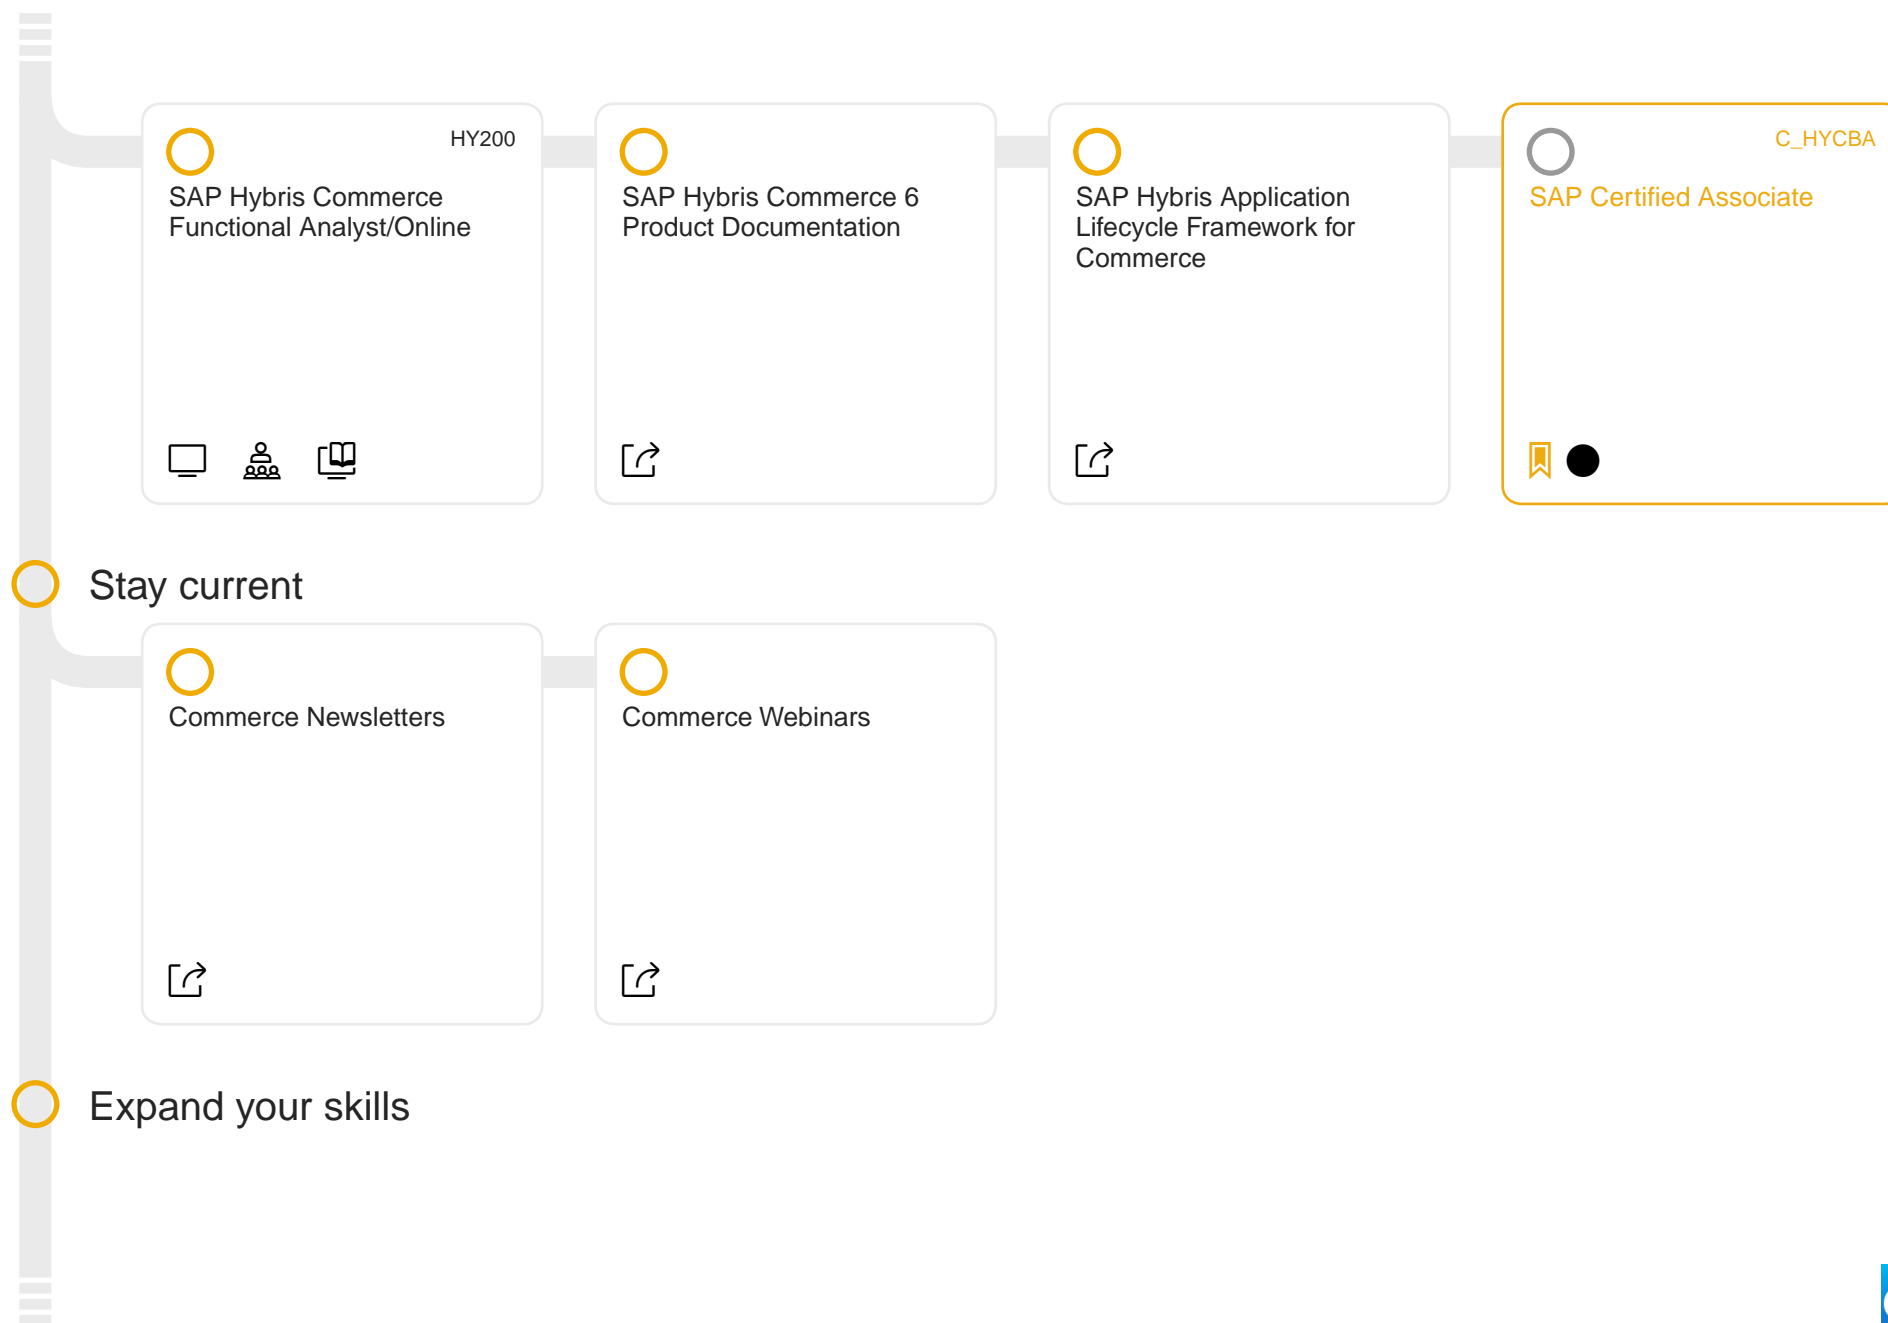 HY200
SAP Hybris Commerce
Functional Analyst/Online
SAP Hybris Commerce 6
Product Documentation
SAP Hybris Application
Lifecycle Framework for
Commerce
C_HYCBA
SAP Certified Associate
Stay current
Commerce Newsletters
Commerce Webinars
Expand your skills